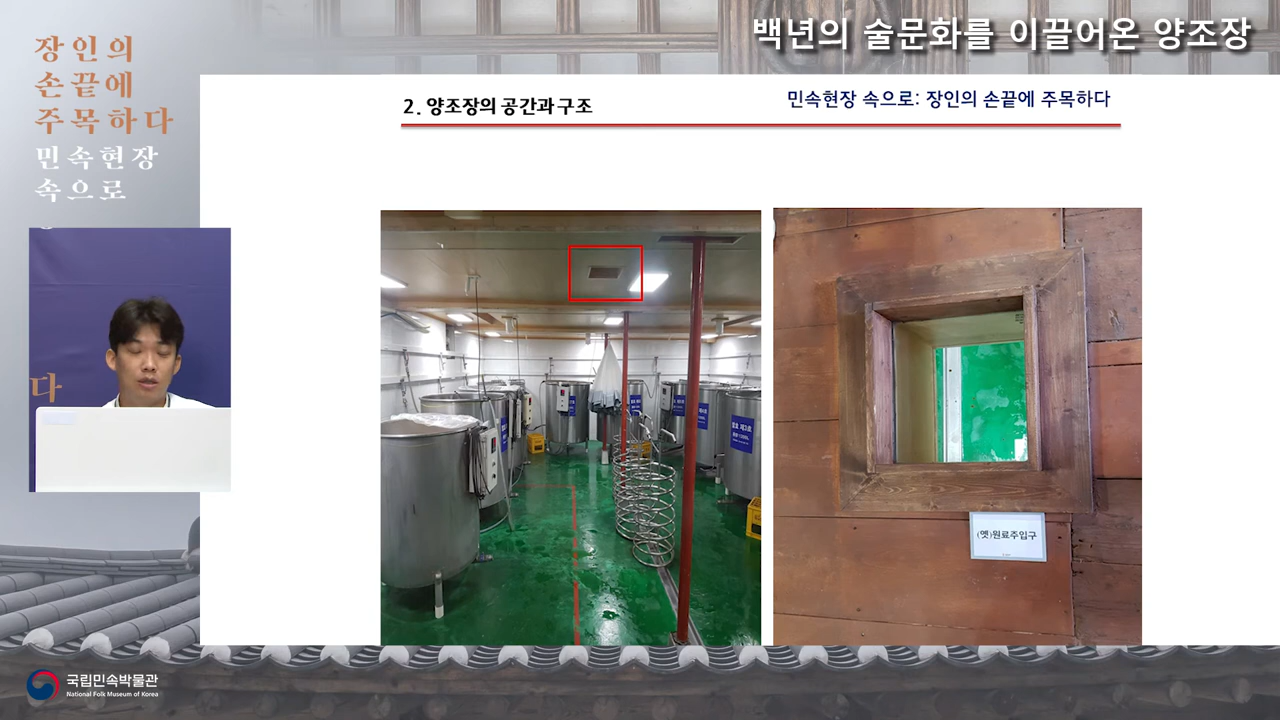 백년의 술문화를 이끌어온 양조장
장인의
손끝에
주목하다
민속현장
속으로
2. 양조장의 공간과 구조
민속현장 속으로: 장인의 손끝에 주목하다
다
(옛)원료주입구
국립민속박물관
National Folk Museum of Korea